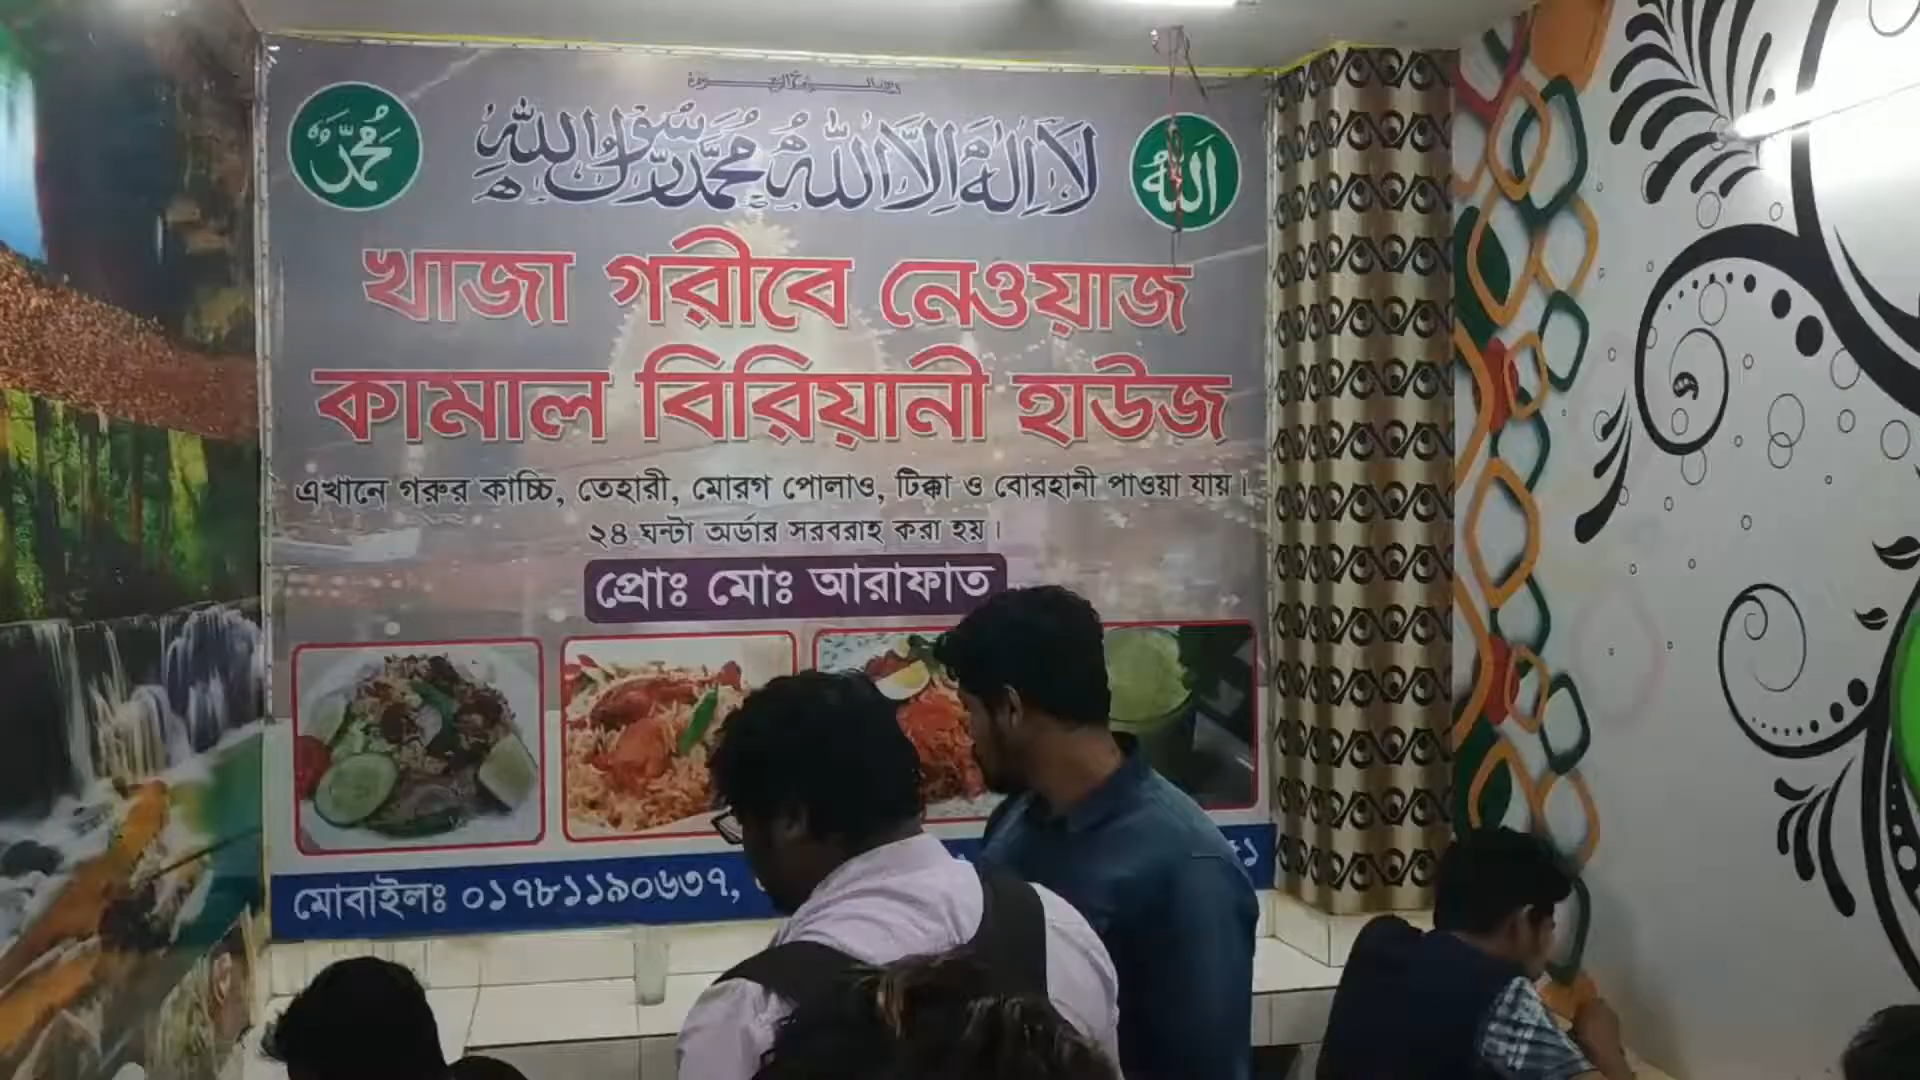 محمد
لا اله الا الله محمد رسول الله
الله
খাজা গরীবে নেওয়াজ
কামাল বিরিয়ানী হাউজ
এখানে গরুর কাচ্চি, তেহারী, মোরগ পোলাও, টিক্কা ও বোরহানী পাওয়া যায়।
২৪ ঘন্টা অর্ডার সরবরাহ করা হয়।
প্রোঃ মোঃ আরাফাত
মোবাইলঃ ০১৭৮১১৯০৬৩৭,